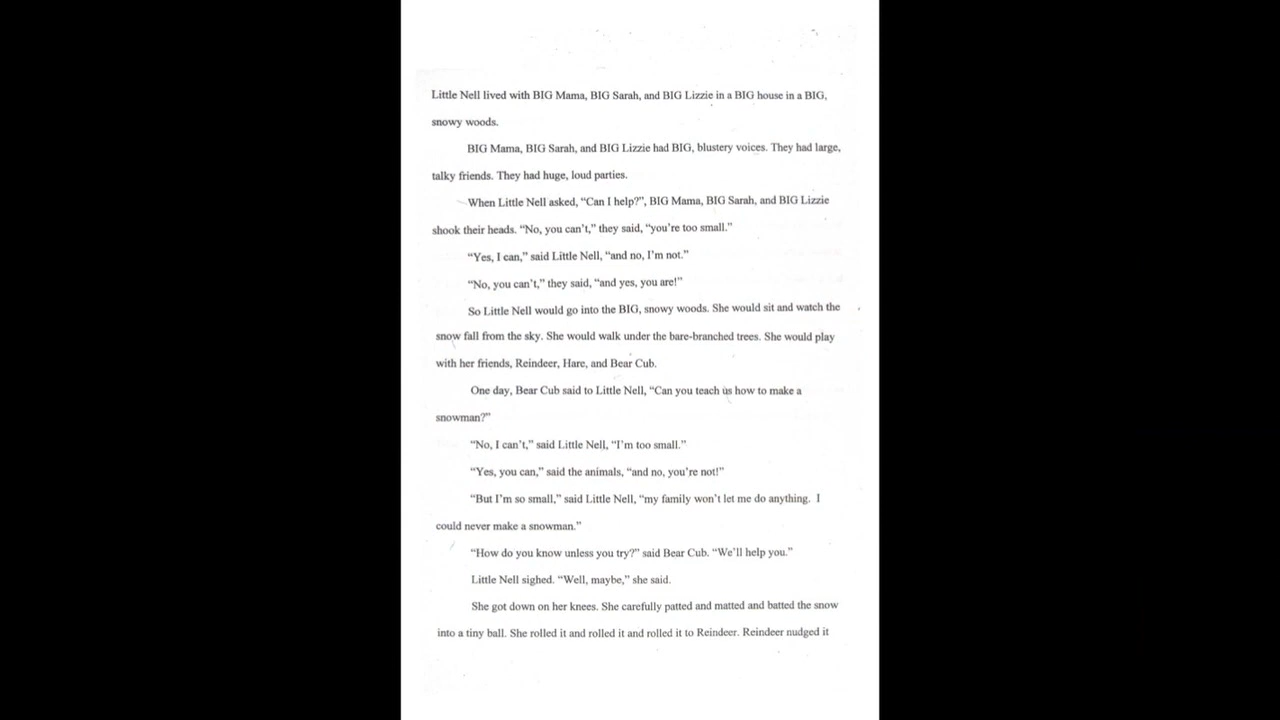 Little Nell lived with BIG Mama, BIG Sarah, and BIG Lizzie in a BIG house in a BIG,
snowy woods.
BIG Mama, BIG Sarah, and BIG Lizzie had BIG, blustery voices. They had large,
talky friends. They had huge, loud parties.
When Little Nell asked, “Can I help?”, BIG Mama, BIG Sarah, and BIG Lizzie
shook their heads. “No, you can’t,” they said, “you’re too small.”
“Yes, I can,” said Little Nell, “and no, I’m not.”
“No, you can’t,” they said, “and yes, you are!”
So Little Nell would go into the BIG, snowy woods. She would sit and watch the
snow fall from the sky. She would walk under the bare-branched trees. She would play
with her friends, Reindeer, Hare, and Bear Cub.
One day, Bear Cub said to Little Nell, “Can you teach us how to make a
snowman?”
“No, I can’t,” said Little Nell, “I’m too small.”
“Yes, you can,” said the animals, “and no, you’re not!”
“But I’m so small,” said Little Nell, “my family won’t let me do anything.  I
could never make a snowman.”
“How do you know unless you try?” said Bear Cub. “We’ll help you.”
Little Nell sighed. “Well, maybe,” she said.
She got down on her knees. She carefully patted and matted and batted the snow
into a tiny ball. She rolled it and rolled it and rolled it to Reindeer. Reindeer nudged it